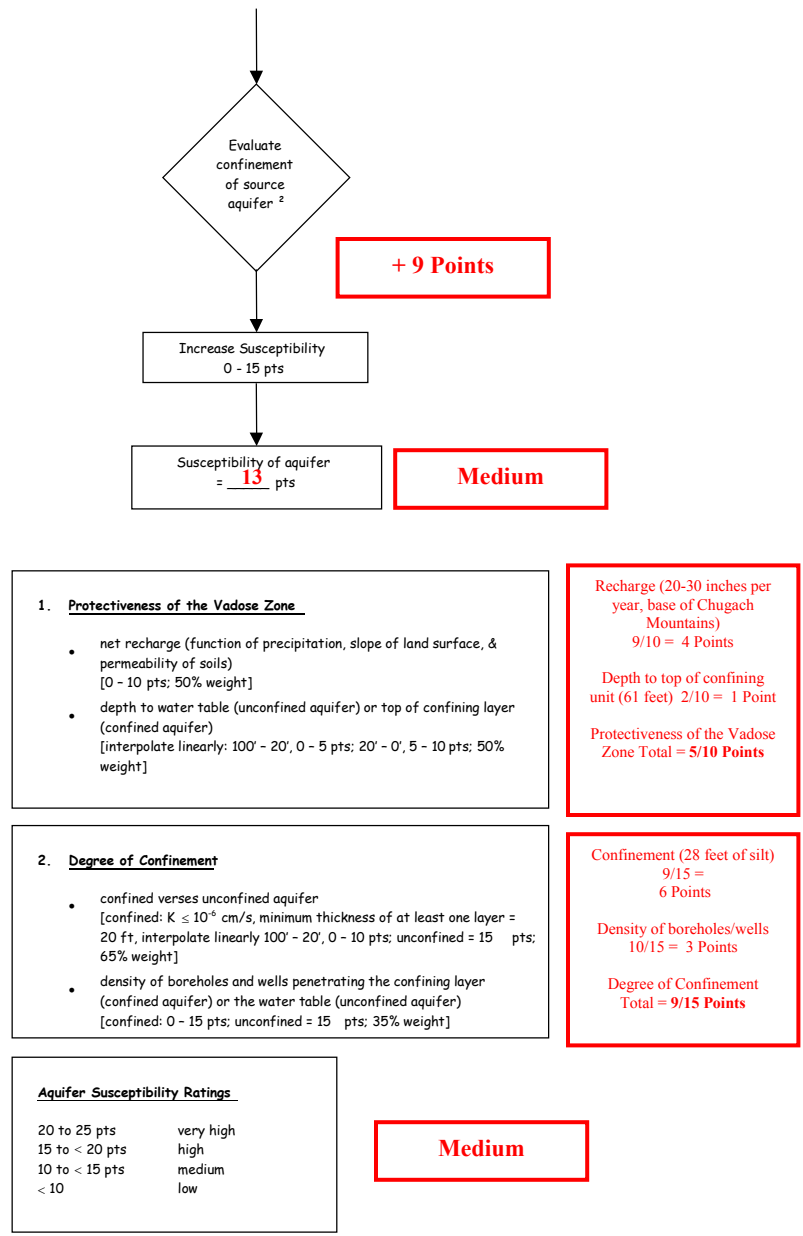 Evaluate
confinement
of source
aquifer ²
+ 9 Points
Increase Susceptibility
0 - 15 pts
Susceptibility of aquifer
= __13__ pts
Medium
1. Protectiveness of the Vadose Zone
• net recharge (function of precipitation, slope of land surface, &
permeability of soils)
[0 – 10 pts; 50% weight]
• depth to water table (unconfined aquifer) or top of confining layer
(confined aquifer)
[interpolate linearly: 100’ – 20’, 0 – 5 pts; 20’ – 0’, 5 – 10 pts; 50%
weight]
Recharge (20-30 inches per
year, base of Chugach
Mountains)
9/10 = 4 Points
Depth to top of confining
unit (61 feet) 2/10 = 1 Point
Protectiveness of the Vadose
Zone Total = 5/10 Points
2. Degree of Confinement
• confined verses unconfined aquifer
[confined: K ≤ 10⁻⁶ cm/s, minimum thickness of at least one layer =
20 ft, interpolate linearly 100’ – 20’, 0 – 10 pts; unconfined = 15 pts;
65% weight]
• density of boreholes and wells penetrating the confining layer
(confined aquifer) or the water table (unconfined aquifer)
[confined: 0 – 15 pts; unconfined = 15 pts; 35% weight]
Confinement (28 feet of silt)
9/15 =
6 Points
Density of boreholes/wells
10/15 = 3 Points
Degree of Confinement
Total = 9/15 Points
Aquifer Susceptibility Ratings
20 to 25 pts very high
15 to < 20 pts high
10 to < 15 pts medium
< 10 low
Medium